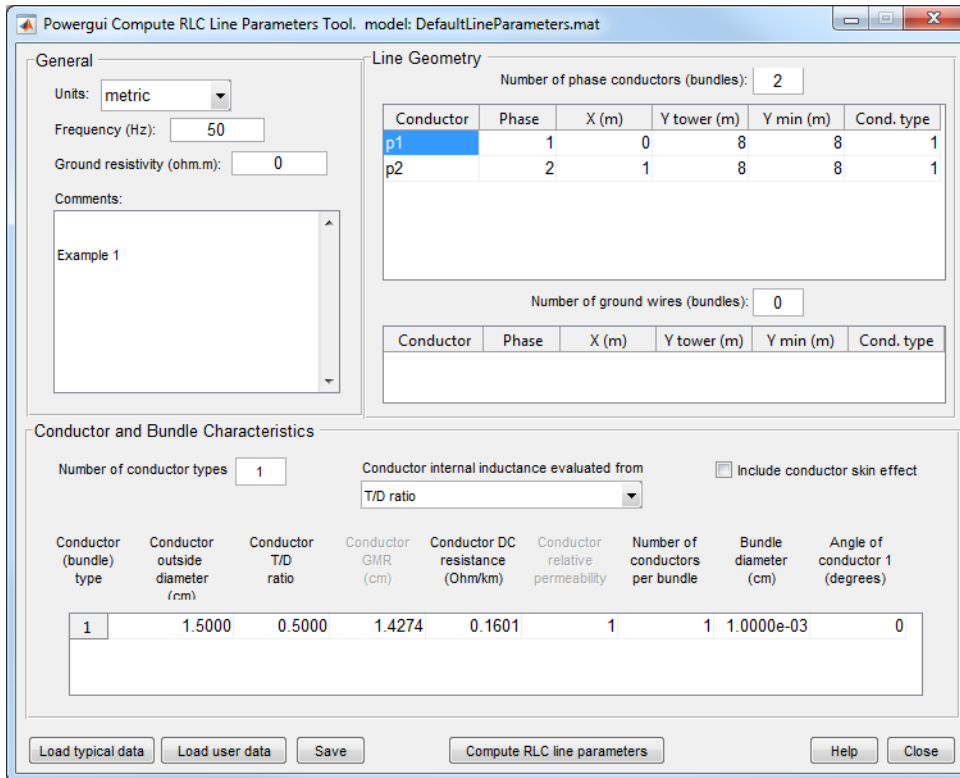 Powergui Compute RLC Line Parameters Tool. model: DefaultLineParameters.mat
General
Units: metric
Frequency (Hz): 50
Ground resistivity (ohm.m): 0
Comments:
Example 1
Line Geometry
Number of phase conductors (bundles): 2
Conductor Phase X (m) Y tower (m) Y min (m) Cond. type
p1 1 0 8 8 1
p2 2 1 8 8 1
Number of ground wires (bundles): 0
Conductor Phase X (m) Y tower (m) Y min (m) Cond. type
Conductor and Bundle Characteristics
Number of conductor types 1
Conductor internal inductance evaluated from
T/D ratio
Include conductor skin effect
Conductor (bundle) type
Conductor outside diameter (cm)
Conductor T/D ratio
Conductor GMR (cm)
Conductor DC resistance (Ohm/km)
Conductor relative permeability
Number of conductors per bundle
Bundle diameter (cm)
Angle of conductor 1 (degrees)
1 1.5000 0.5000 1.4274 0.1601 1 1 1.0000e-03 0
Load typical data Load user data Save Compute RLC line parameters Help Close